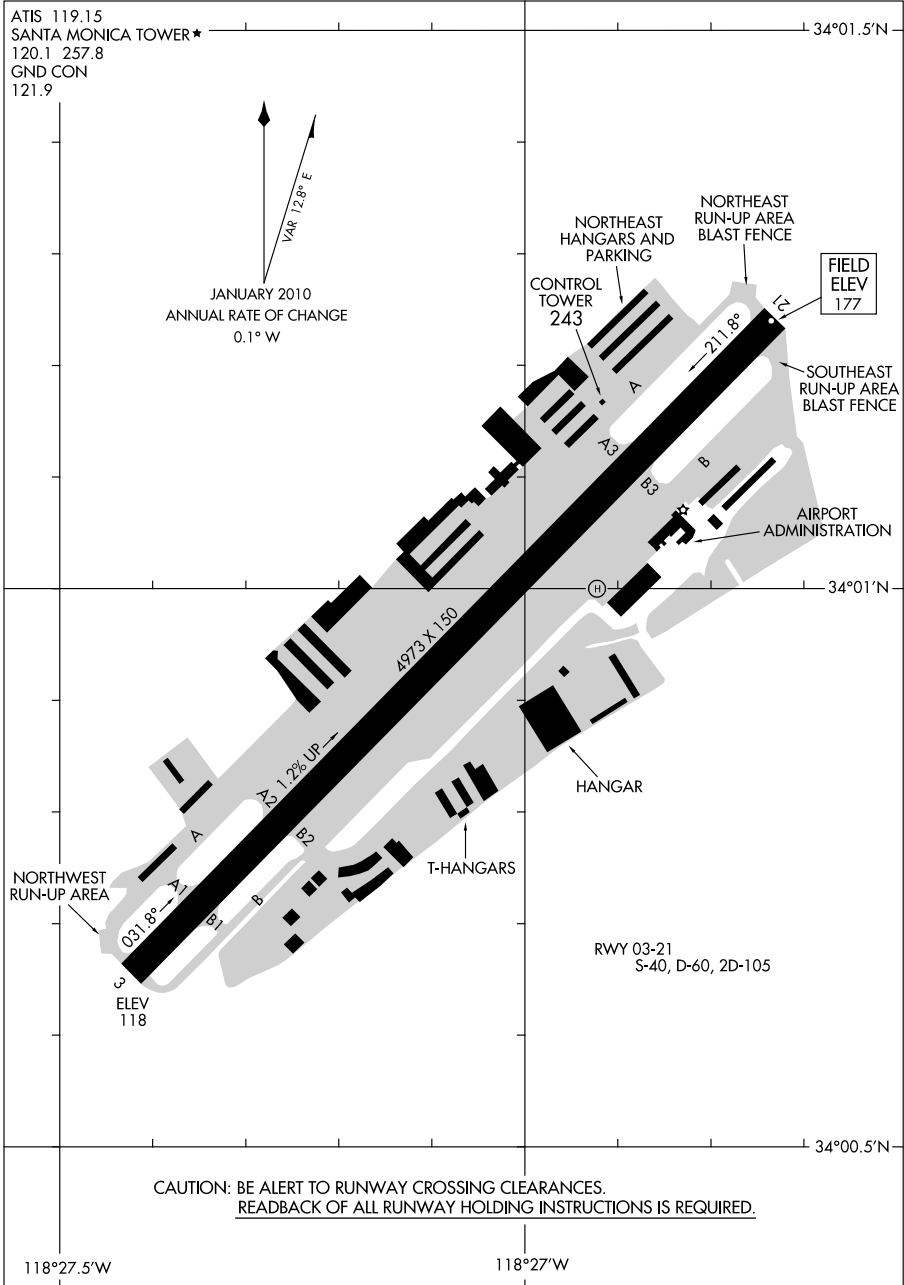 ATIS 119.15
SANTA MONICA TOWER★
120.1 257.8
GND CON
121.9
34°01.5'N
VAR 12.8° E
JANUARY 2010
ANNUAL RATE OF CHANGE
0.1° W
NORTHEAST
RUN-UP AREA
BLAST FENCE
NORTHEAST
HANGARS AND
PARKING
CONTROL
TOWER
243
FIELD
ELEV
177
21
211.8°
SOUTHEAST
RUN-UP AREA
BLAST FENCE
A
A3
B
B3
AIRPORT
ADMINISTRATION
H
34°01'N
4973 X 150
1.2% UP
HANGAR
A2
B2
A
T-HANGARS
NORTHWEST
RUN-UP AREA
A1
B1
B
031.8°
3
ELEV
118
RWY 03-21
S-40, D-60, 2D-105
34°00.5'N
CAUTION: BE ALERT TO RUNWAY CROSSING CLEARANCES.
READBACK OF ALL RUNWAY HOLDING INSTRUCTIONS IS REQUIRED.
118°27.5'W
118°27'W